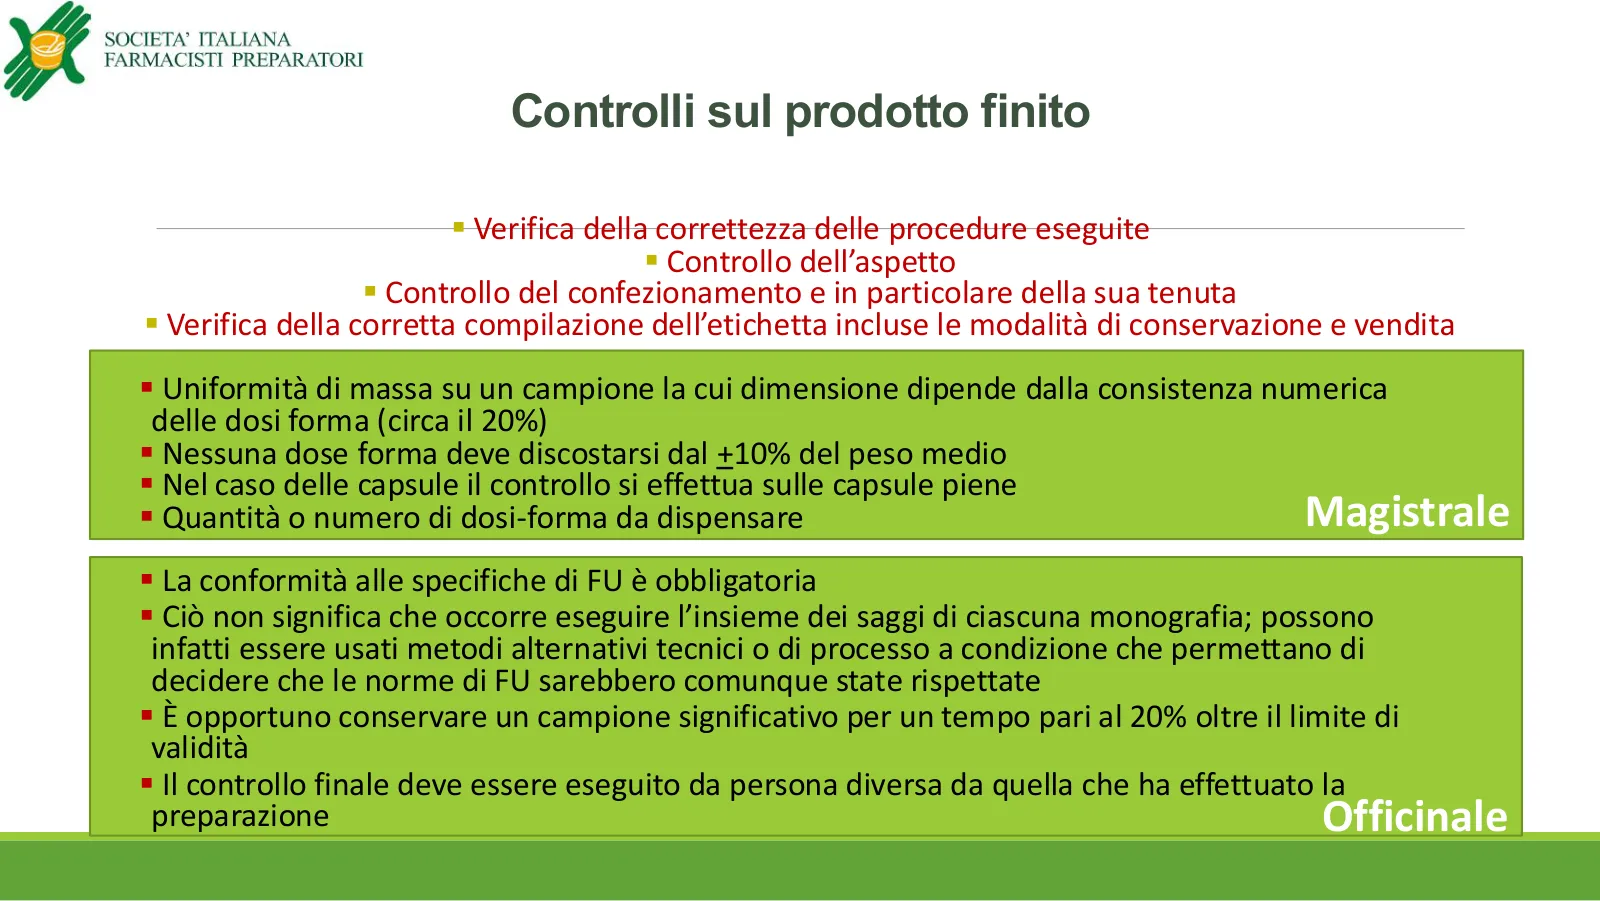 SOCIETA’ ITALIANA
FARMACISTI PREPARATORI
Controlli sul prodotto finito
▪ Verifica della correttezza delle procedure eseguite
▪ Controllo dell’aspetto
▪ Controllo del confezionamento e in particolare della sua tenuta
▪ Verifica della corretta compilazione dell’etichetta incluse le modalità di conservazione e vendita
▪ Uniformità di massa su un campione la cui dimensione dipende dalla consistenza numerica
delle dosi forma (circa il 20%)
▪ Nessuna dose forma deve discostarsi dal +10% del peso medio
▪ Nel caso delle capsule il controllo si effettua sulle capsule piene
▪ Quantità o numero di dosi-forma da dispensare
Magistrale
▪ La conformità alle specifiche di FU è obbligatoria
▪ Ciò non significa che occorre eseguire l’insieme dei saggi di ciascuna monografia; possono
infatti essere usati metodi alternativi tecnici o di processo a condizione che permettano di
decidere che le norme di FU sarebbero comunque state rispettate
▪ È opportuno conservare un campione significativo per un tempo pari al 20% oltre il limite di
validità
▪ Il controllo finale deve essere eseguito da persona diversa da quella che ha effettuato la
preparazione
Officinale